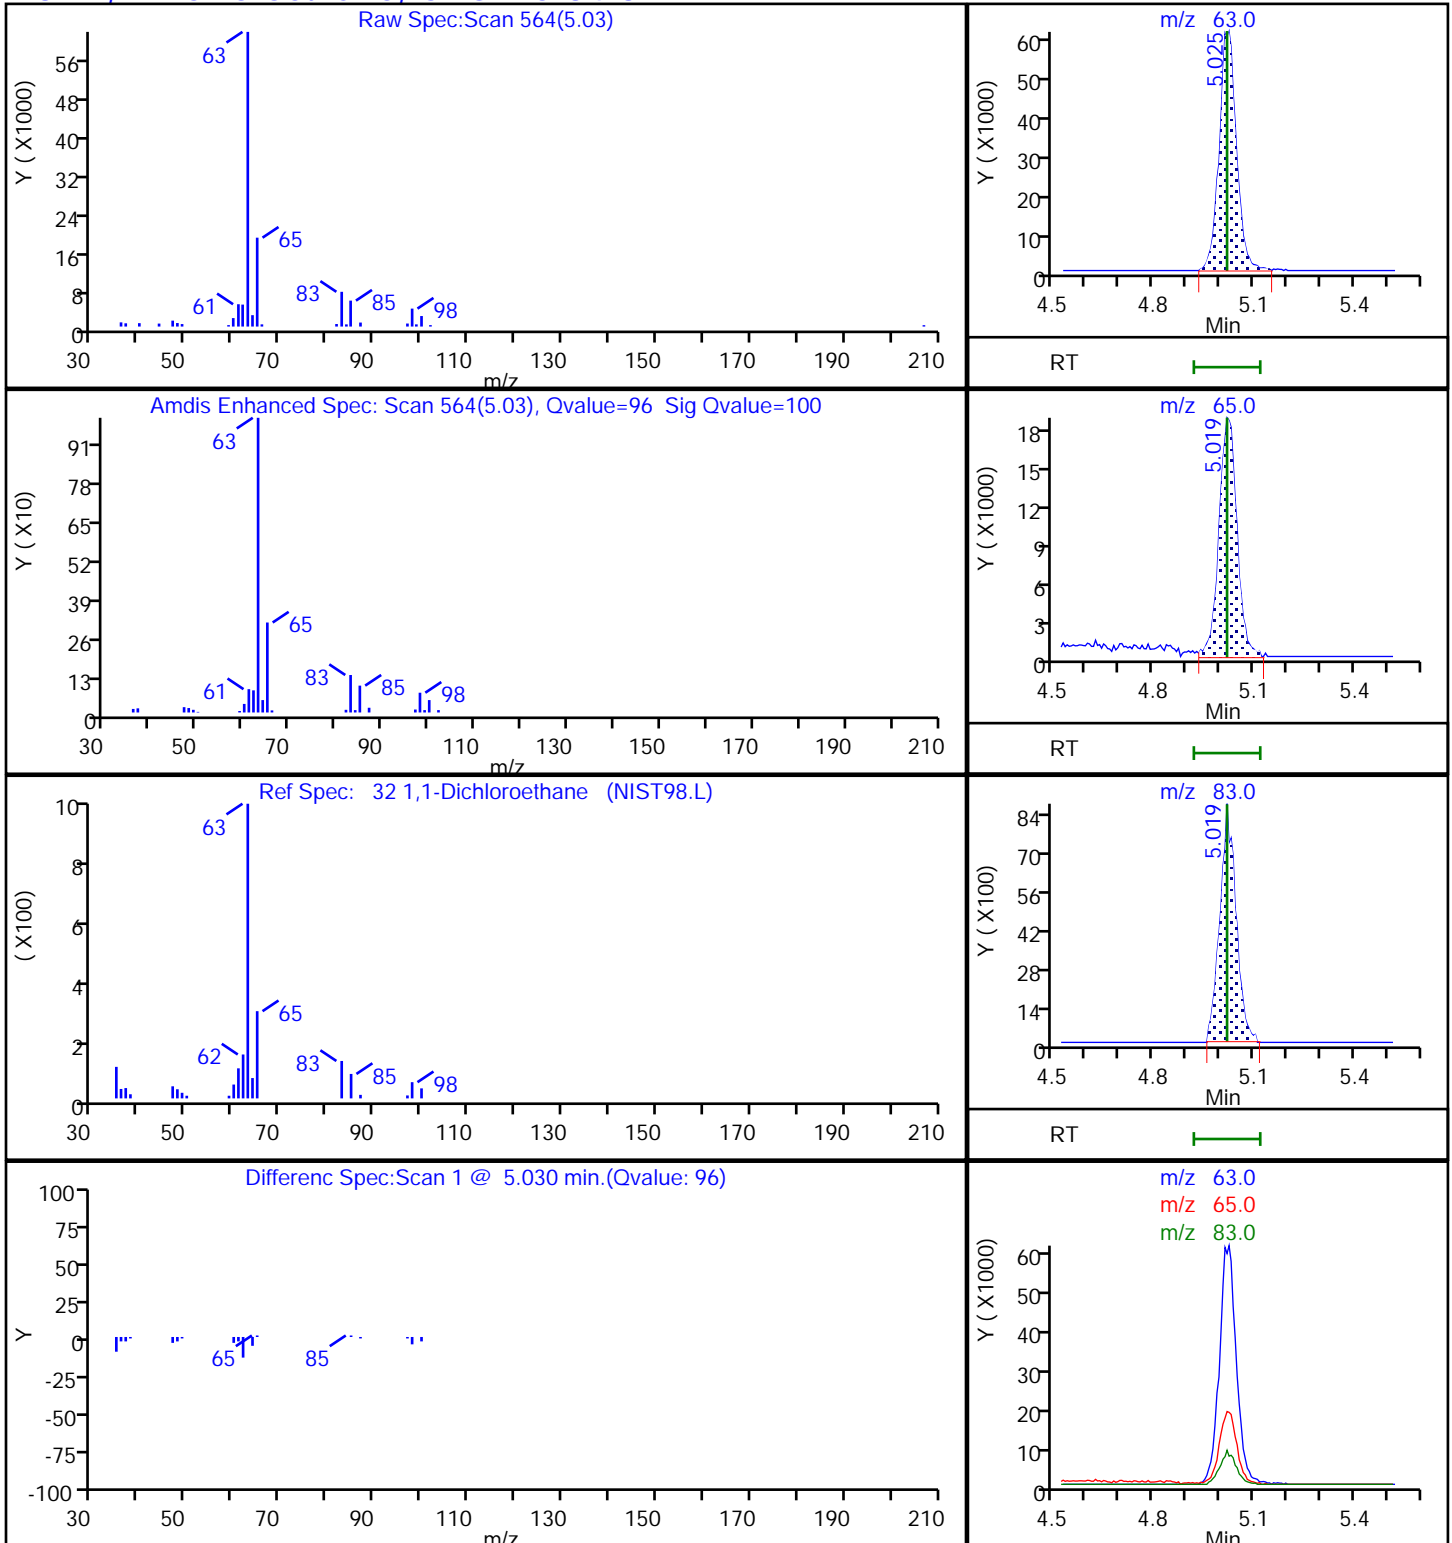 Raw Spec:Scan 564(5.03)
Y ( X1000)
56
48
40
32
24
16
8
0
63
65
61
83
85
98
30 50 70 90 110 130 150 170 190 210
m/z
m/z 63.0
Y ( X1000)
60
50
40
30
20
10
0
5.025
4.5 4.8 5.1 5.4
Min
RT
Amdis Enhanced Spec: Scan 564(5.03), Qvalue=96 Sig Qvalue=100
Y ( X10)
91
78
65
52
39
26
13
0
63
65
61
83
85
98
30 50 70 90 110 130 150 170 190 210
m/z
m/z 65.0
Y ( X1000)
18
15
12
9
6
3
0
5.019
4.5 4.8 5.1 5.4
Min
RT
Ref Spec: 32 1,1-Dichloroethane (NIST98.L)
( X100)
10
8
6
4
2
0
63
65
62
83
85
98
30 50 70 90 110 130 150 170 190 210
m/z 83.0
Y ( X100)
84
70
56
42
28
14
0
5.019
4.5 4.8 5.1 5.4
Min
RT
Differenc Spec:Scan 1 @ 5.030 min.(Qvalue: 96)
Y
100
75
50
25
0
-25
-50
-75
-100
65
85
30 50 70 90 110 130 150 170 190 210
m/z
m/z 63.0
m/z 65.0
m/z 83.0
Y ( X1000)
60
50
40
30
20
10
0
4.5 4.8 5.1 5.4
Min